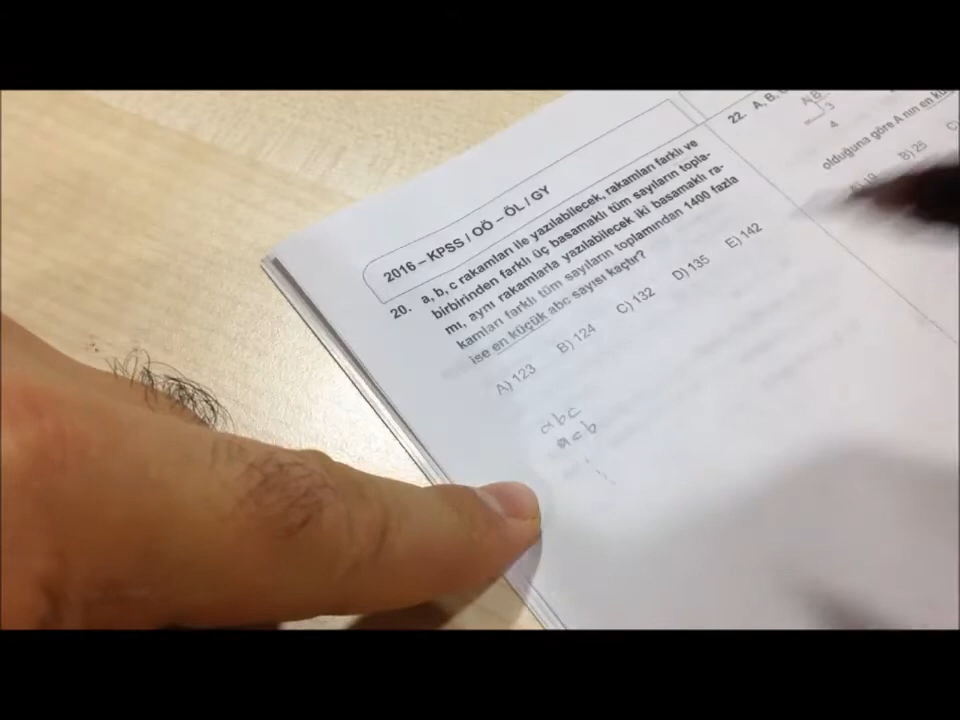 2016 – KPSS / OÖ – ÖL / GY
20. a, b, c rakamları ile yazılabilecek, rakamları farklı ve
birbirinden farklı üç basamaklı tüm sayıların topla-
mı, aynı rakamlarla yazılabilecek iki basamaklı ra-
kamları farklı tüm sayıların toplamından 1400 fazla
ise en küçük abc sayısı kaçtır?
A) 123 B) 124 C) 132 D) 135 E) 142
abc
acb
22. A, B,
A B
3
4
olduğuna göre A nın en
B) 25